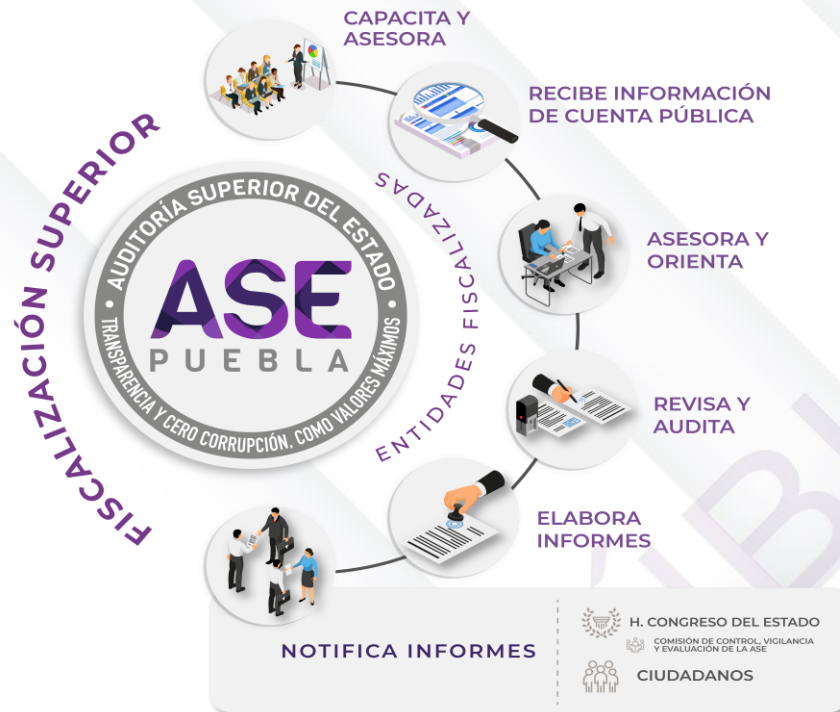 CAPACITA Y
ASESORA
RECIBE INFORMACIÓN
DE CUENTA PÚBLICA
FISCALIZACIÓN SUPERIOR
AUDITORÍA SUPERIOR DEL ESTADO
ASE
PUEBLA
TRANSPARENCIA Y CERO CORRUPCIÓN, COMO VALORES MÁXIMOS
ENTIDADES FISCALIZADAS
ASESORA Y
ORIENTA
REVISA Y
AUDITA
ELABORA
INFORMES
NOTIFICA INFORMES
H. CONGRESO DEL ESTADO
COMISIÓN DE CONTROL, VIGILANCIA
Y EVALUACIÓN DE LA ASE
CIUDADANOS